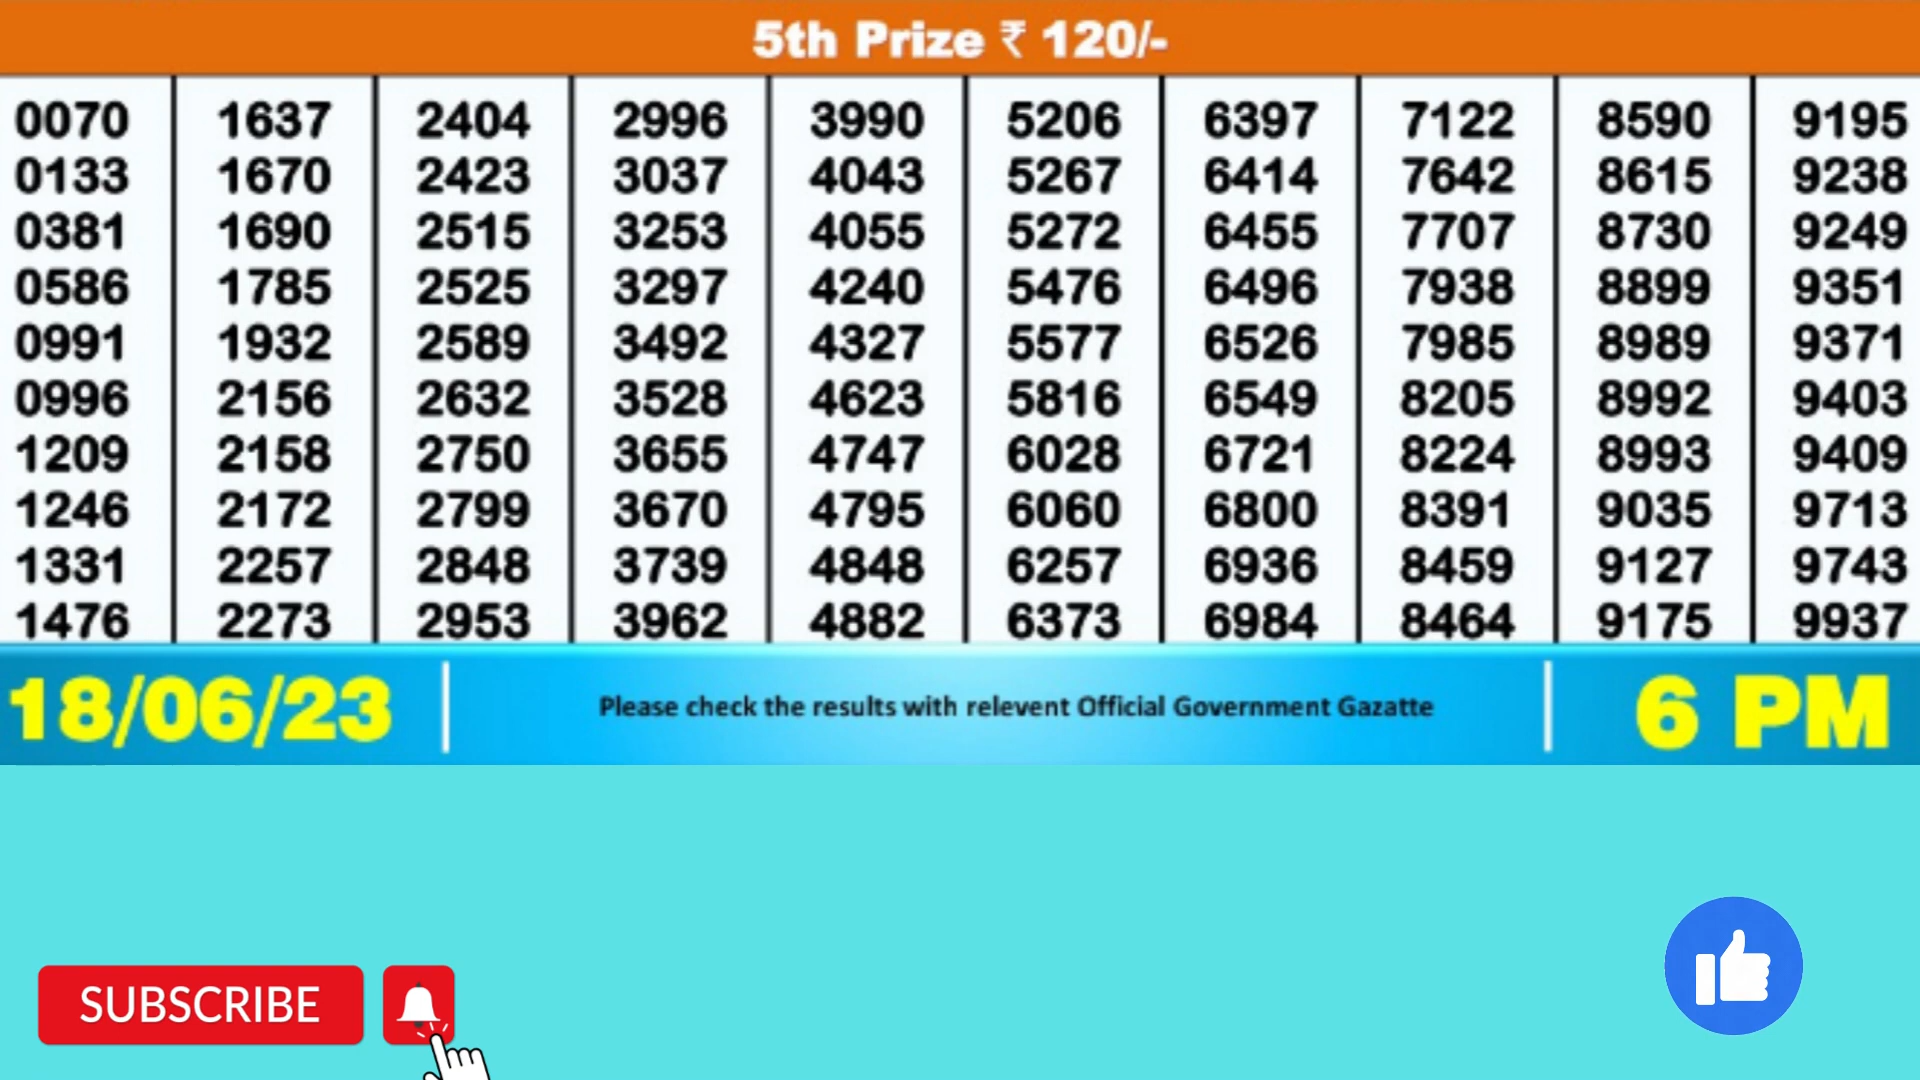 5th Prize ₹ 120/-
0070 1637 2404 2996 3990 5206 6397 7122 8590 9195
0133 1670 2423 3037 4043 5267 6414 7642 8615 9238
0381 1690 2515 3253 4055 5272 6455 7707 8730 9249
0586 1785 2525 3297 4240 5476 6496 7938 8899 9351
0991 1932 2589 3492 4327 5577 6526 7985 8989 9371
0996 2156 2632 3528 4623 5816 6549 8205 8992 9403
1209 2158 2750 3655 4747 6028 6721 8224 8993 9409
1246 2172 2799 3670 4795 6060 6800 8391 9035 9713
1331 2257 2848 3739 4848 6257 6936 8459 9127 9743
1476 2273 2953 3962 4882 6373 6984 8464 9175 9937
18/06/23 Please check the results with relevent Official Government Gazatte 6 PM
SUBSCRIBE